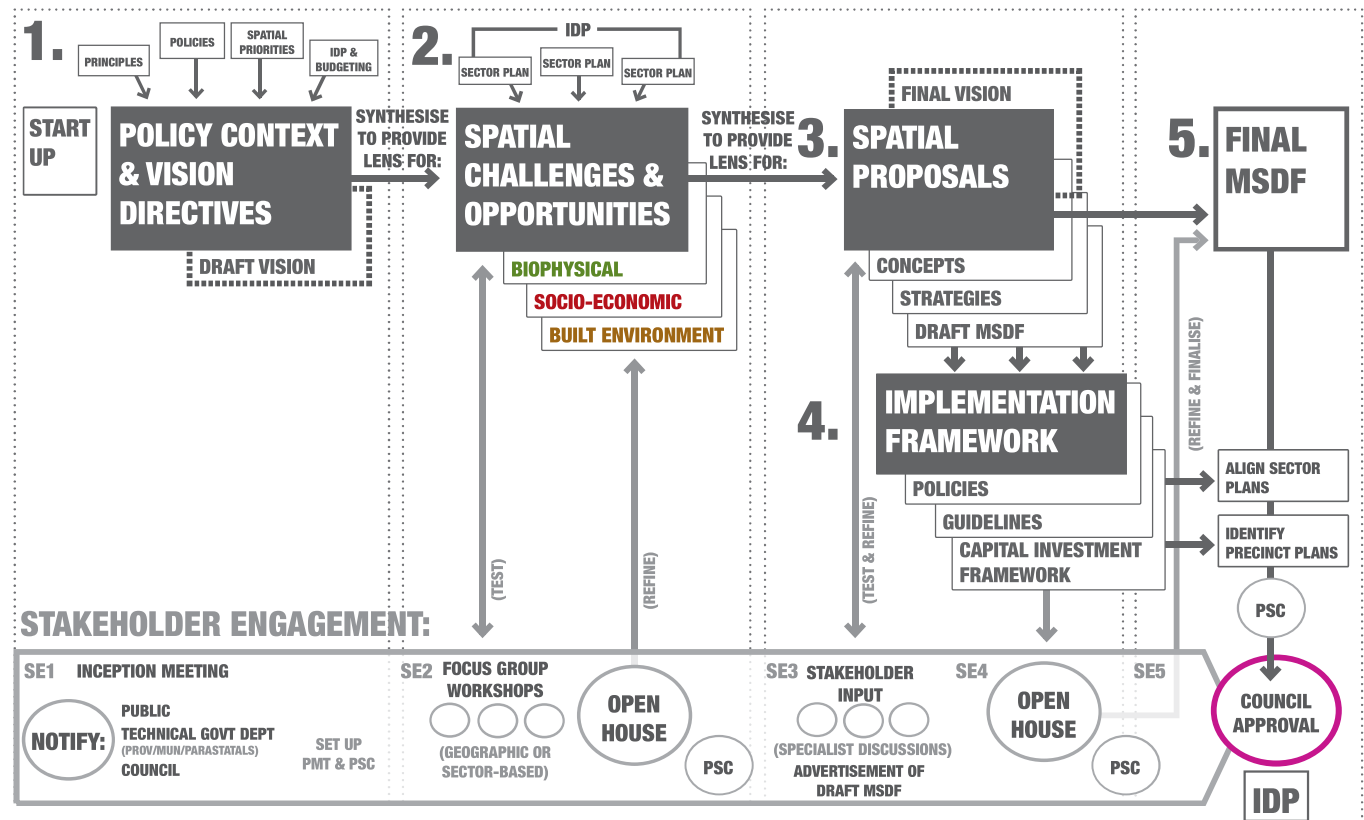 1.
PRINCIPLES
POLICIES
SPATIAL
PRIORITIES
IDP &
BUDGETING
START
UP
POLICY CONTEXT
& VISION
DIRECTIVES
DRAFT VISION
SYNTHESISE
TO PROVIDE
LENS FOR:
2.
IDP
SECTOR PLAN
SECTOR PLAN
SECTOR PLAN
SPATIAL
CHALLENGES &
OPPORTUNITIES
BIOPHYSICAL
SOCIO-ECONOMIC
BUILT ENVIRONMENT
SYNTHESISE
TO PROVIDE
LENS FOR:
3.
FINAL VISION
SPATIAL
PROPOSALS
CONCEPTS
STRATEGIES
DRAFT MSDF
4.
IMPLEMENTATION
FRAMEWORK
POLICIES
GUIDELINES
CAPITAL INVESTMENT
FRAMEWORK
5.
FINAL
MSDF
ALIGN SECTOR
PLANS
IDENTIFY
PRECINCT PLANS
PSC
(TEST)
(REFINE)
(TEST & REFINE)
(REFINE & FINALISE)
STAKEHOLDER ENGAGEMENT:
SE1 INCEPTION MEETING
NOTIFY:
PUBLIC
TECHNICAL GOVT DEPT
(PROV/MUN/PARASTATALS)
COUNCIL
SET UP
PMT & PSC
SE2 FOCUS GROUP
WORKSHOPS
(GEOGRAPHIC OR
SECTOR-BASED)
OPEN
HOUSE
PSC
SE3 STAKEHOLDER
INPUT
(SPECIALIST DISCUSSIONS)
ADVERTISEMENT OF
DRAFT MSDF
SE4
OPEN
HOUSE
PSC
SE5
COUNCIL
APPROVAL
IDP